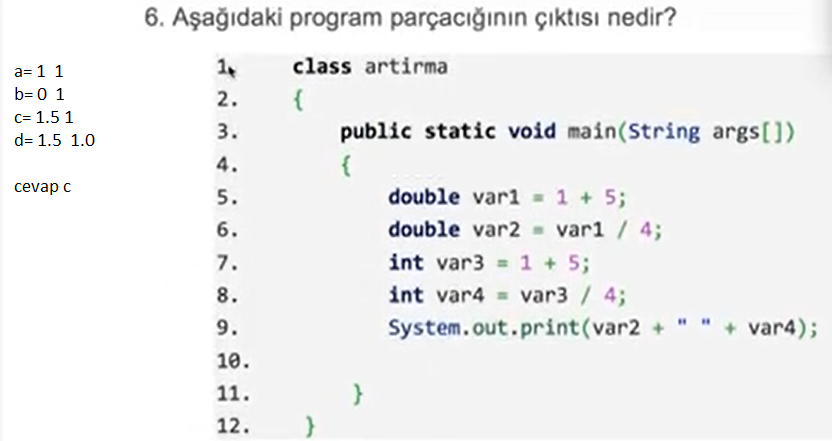 6. Aşağıdaki program parçacığının çıktısı nedir?
a= 1 1
b= 0 1
c= 1.5 1
d= 1.5 1.0
cevap c
1. class artirma
2. {
3. public static void main(String args[])
4. {
5. double var1 = 1 + 5;
6. double var2 = var1 / 4;
7. int var3 = 1 + 5;
8. int var4 = var3 / 4;
9. System.out.print(var2 + " " + var4);
10.
11. }
12. }